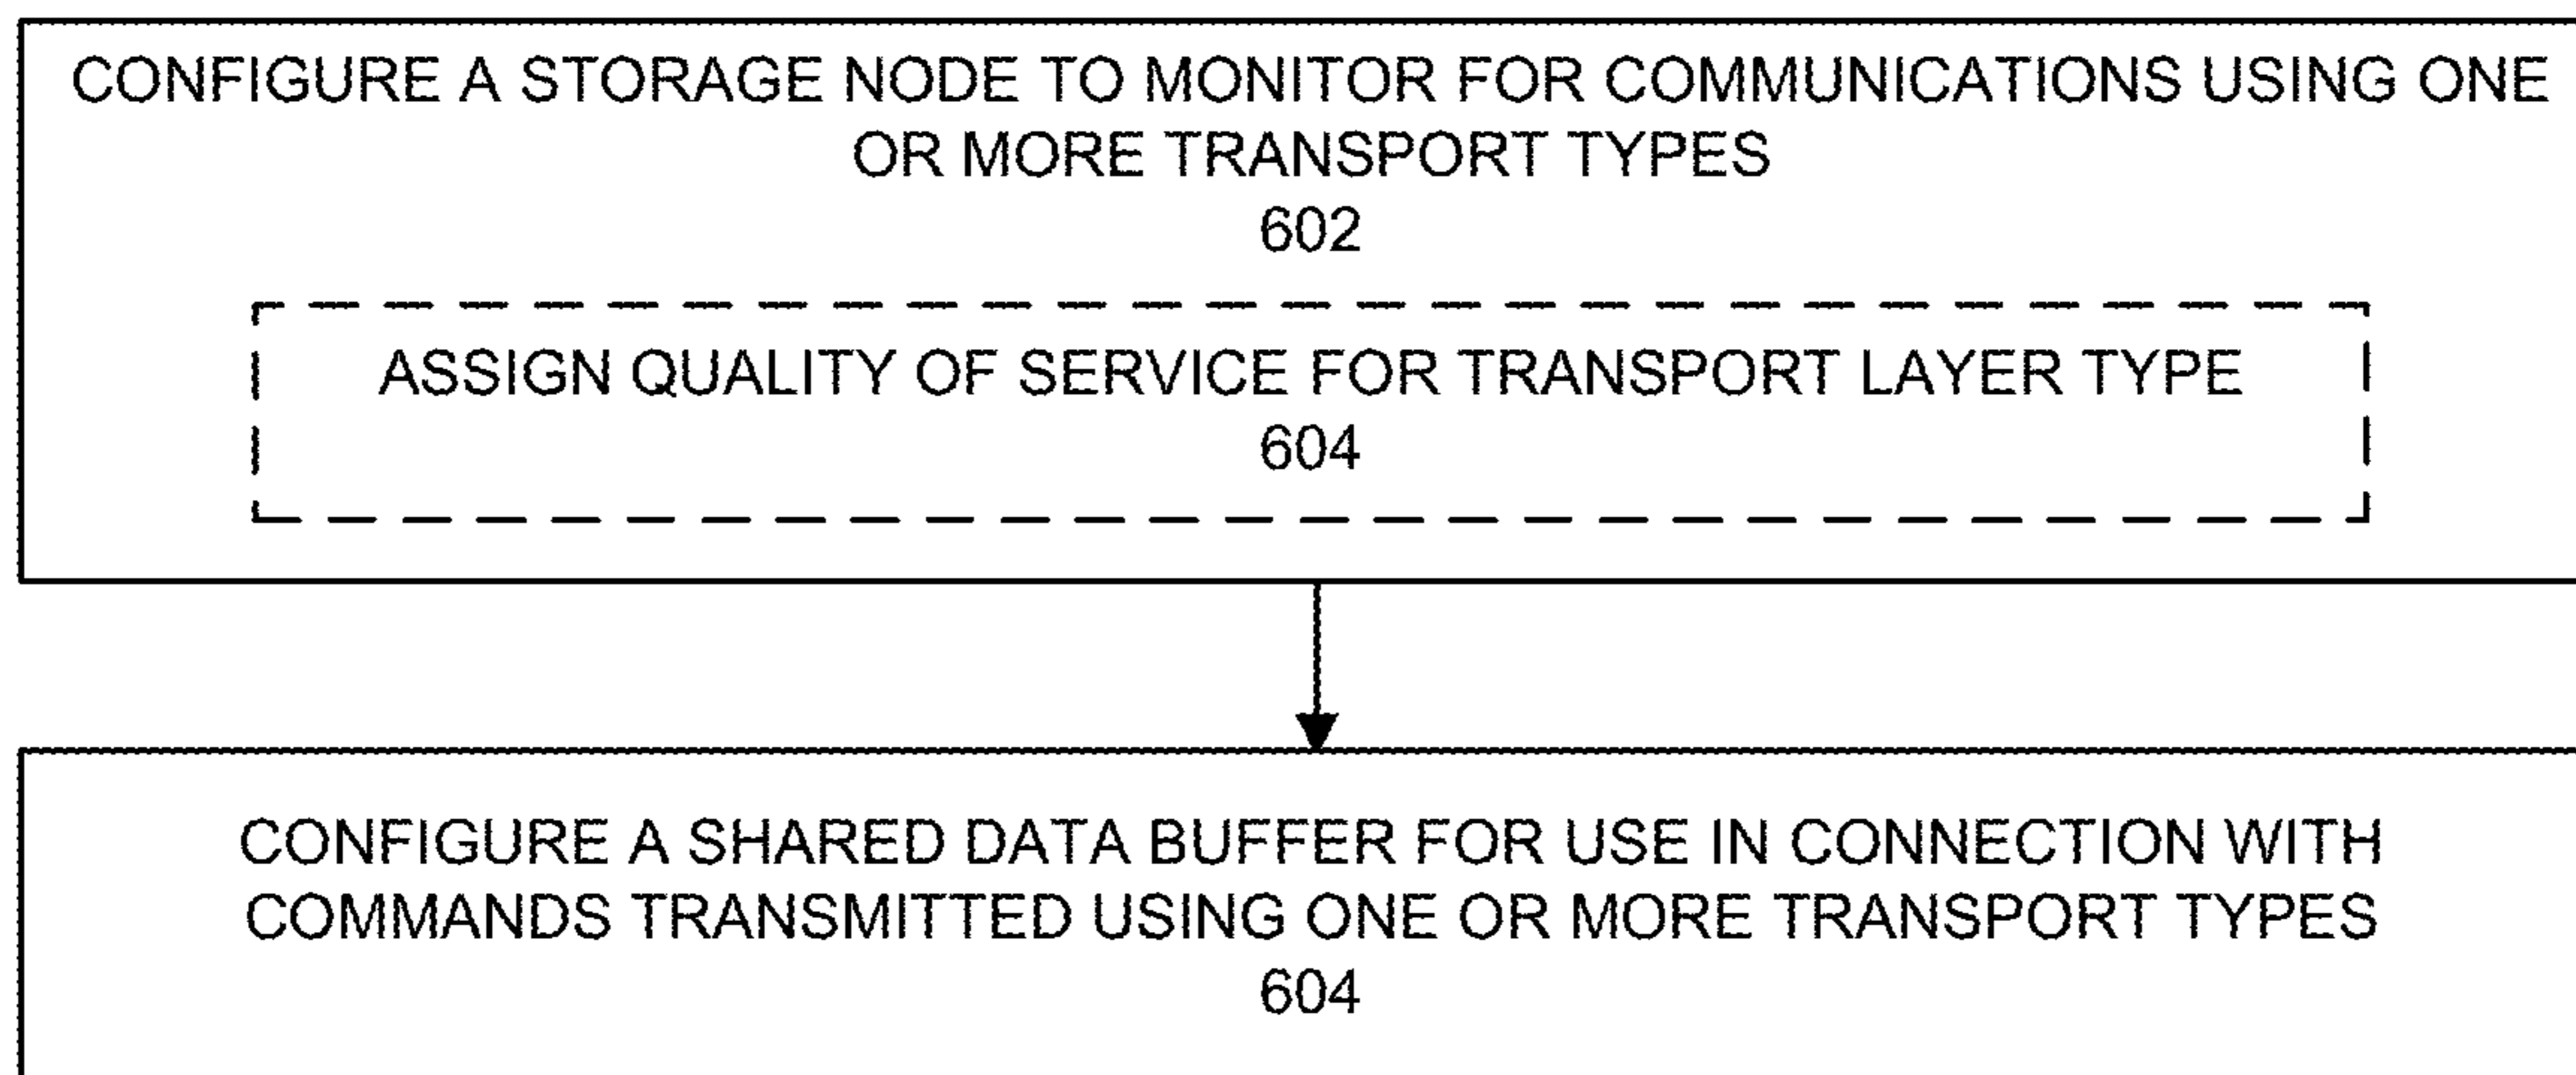 CONFIGURE A STORAGE NODE TO MONITOR FOR COMMUNICATIONS USING ONE
OR MORE TRANSPORT TYPES
602
ASSIGN QUALITY OF SERVICE FOR TRANSPORT LAYER TYPE
604
CONFIGURE A SHARED DATA BUFFER FOR USE IN CONNECTION WITH
COMMANDS TRANSMITTED USING ONE OR MORE TRANSPORT TYPES
604